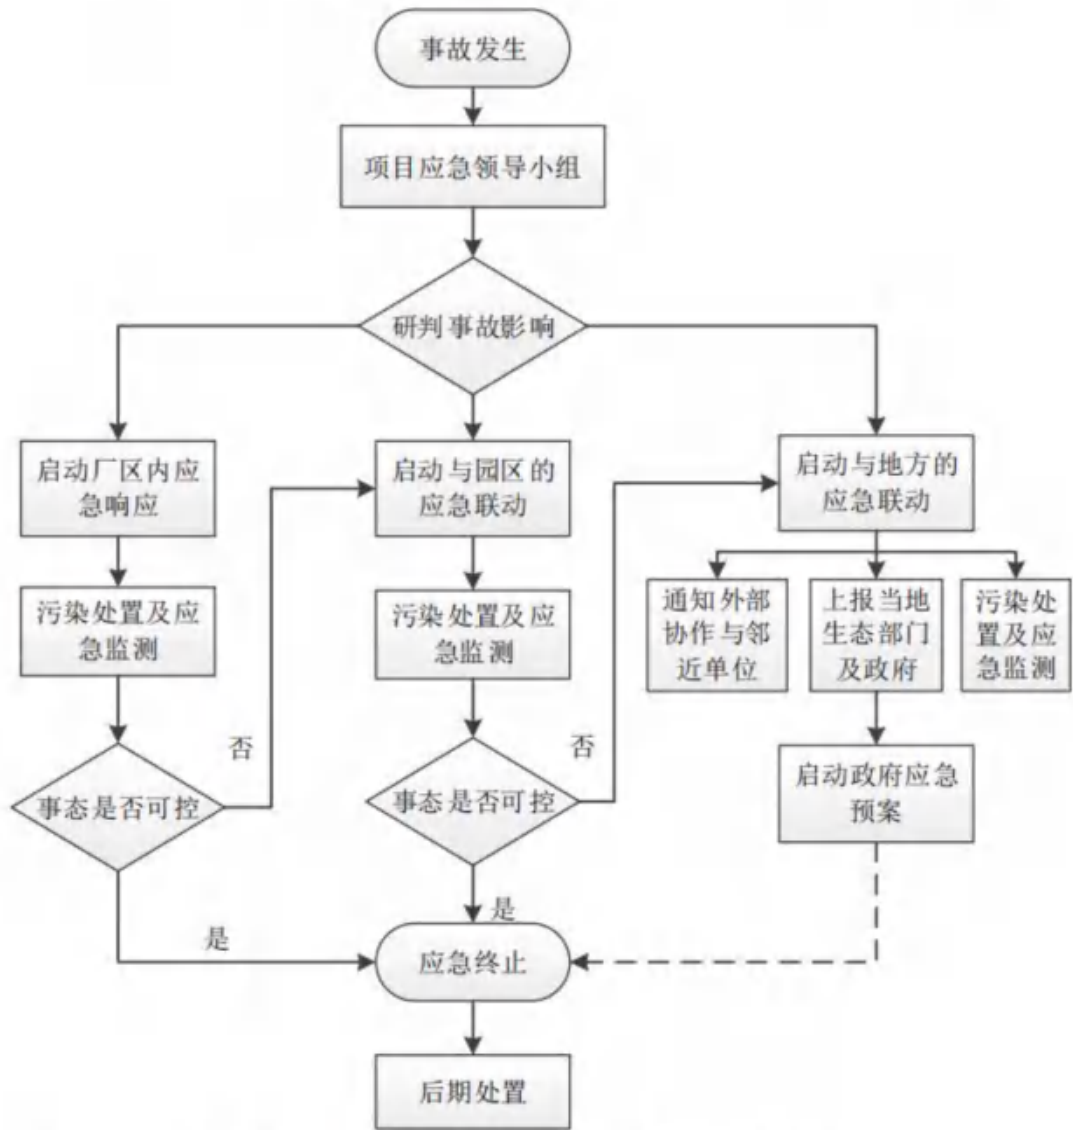 事故发生
项目应急领导小组
研判事故影响
启动厂区内应
急响应
启动与园区的
应急联动
启动与地方的
应急联动
污染处置及应
急监测
污染处置及应
急监测
通知外部
协作与邻
近单位
上报当地
生态部门
及政府
污染处
置及应
急监测
否
否
事态是否可控
事态是否可控
启动政府应急
预案
是
是
应急终止
后期处置